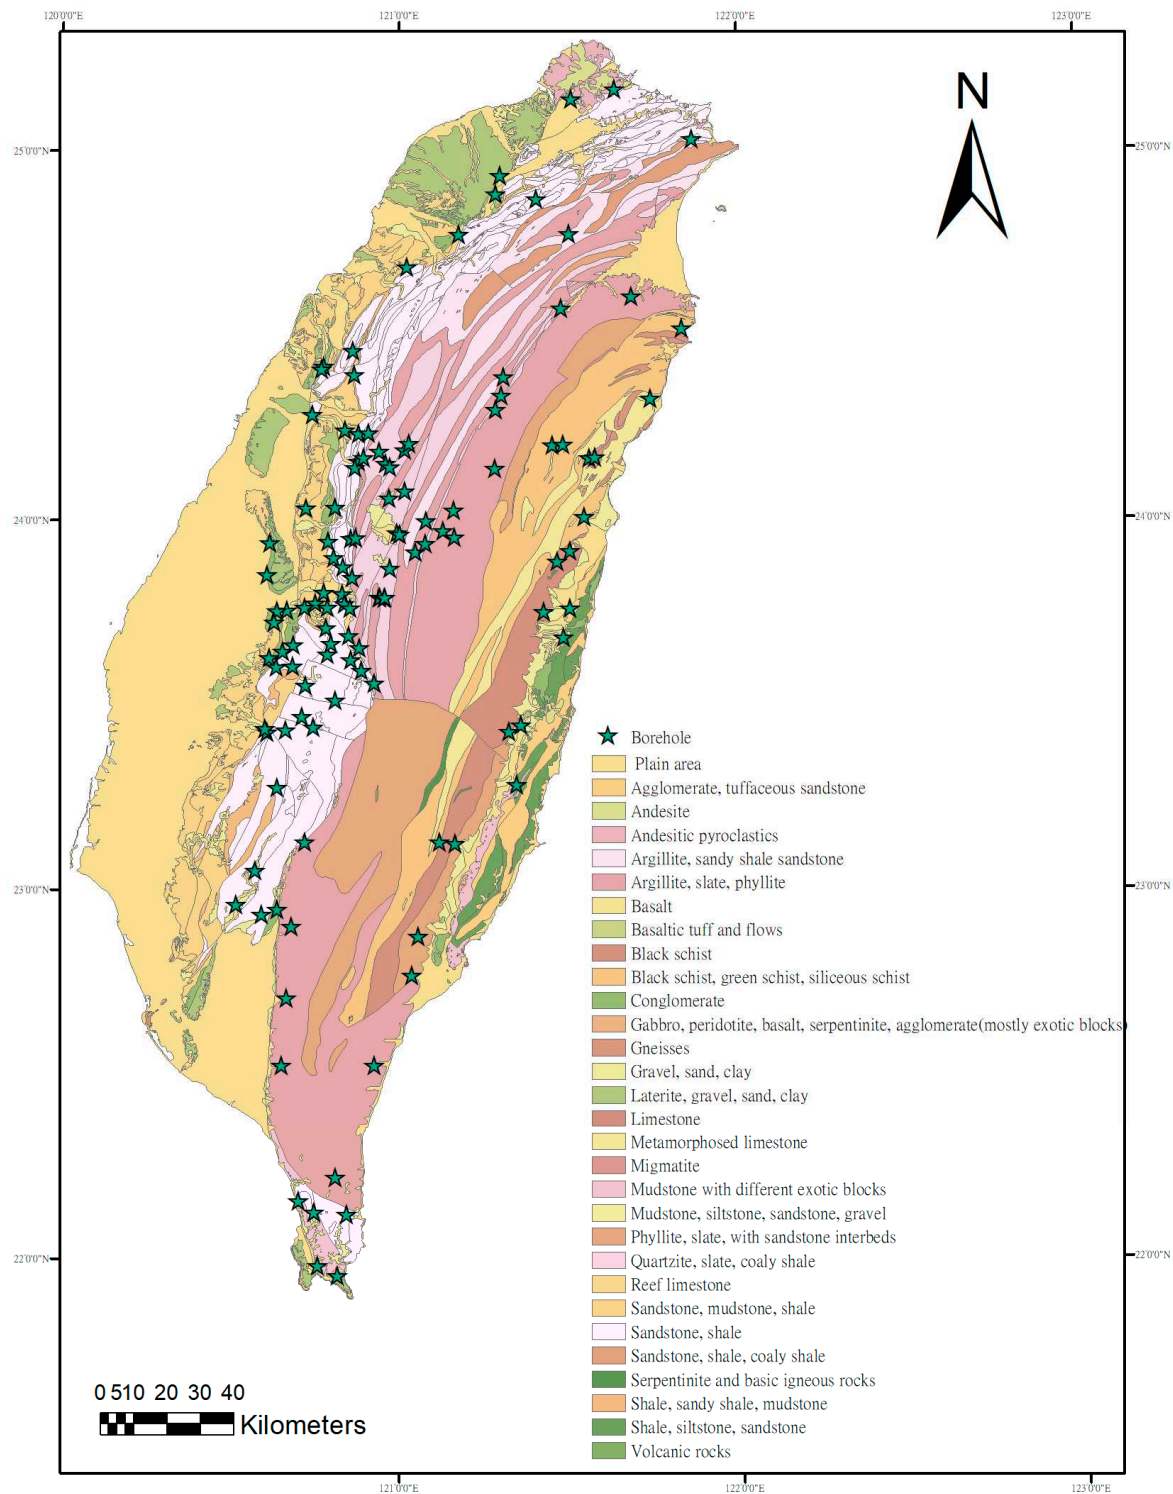 120°0'0"E 121°0'0"E 122°0'0"E 123°0'0"E
N
25°0'0"N 25°0'0"N
24°0'0"N 24°0'0"N
Borehole
Plain area
Agglomerate, tuffaceous sandstone
Andesite
Andesitic pyroclastics
Argillite, sandy shale sandstone
Argillite, slate, phyllite
23°0'0"N 23°0'0"N
Basalt
Basaltic tuff and flows
Black schist
Black schist, green schist, siliceous schist
Conglomerate
Gabbro, peridotite, basalt, serpentinite, agglomerate(mostly exotic blocks)
Gneisses
Gravel, sand, clay
Laterite, gravel, sand, clay
Limestone
Metamorphosed limestone
Migmatite
Mudstone with different exotic blocks
Mudstone, siltstone, sandstone, gravel
Phyllite, slate, with sandstone interbeds
22°0'0"N 22°0'0"N
Quartzite, slate, coaly shale
Reef limestone
Sandstone, mudstone, shale
Sandstone, shale
Sandstone, shale, coaly shale
Serpentinite and basic igneous rocks
Shale, sandy shale, mudstone
Shale, siltstone, sandstone
Volcanic rocks
0 5 10 20 30 40
Kilometers
121°0'0"E 122°0'0"E 123°0'0"E